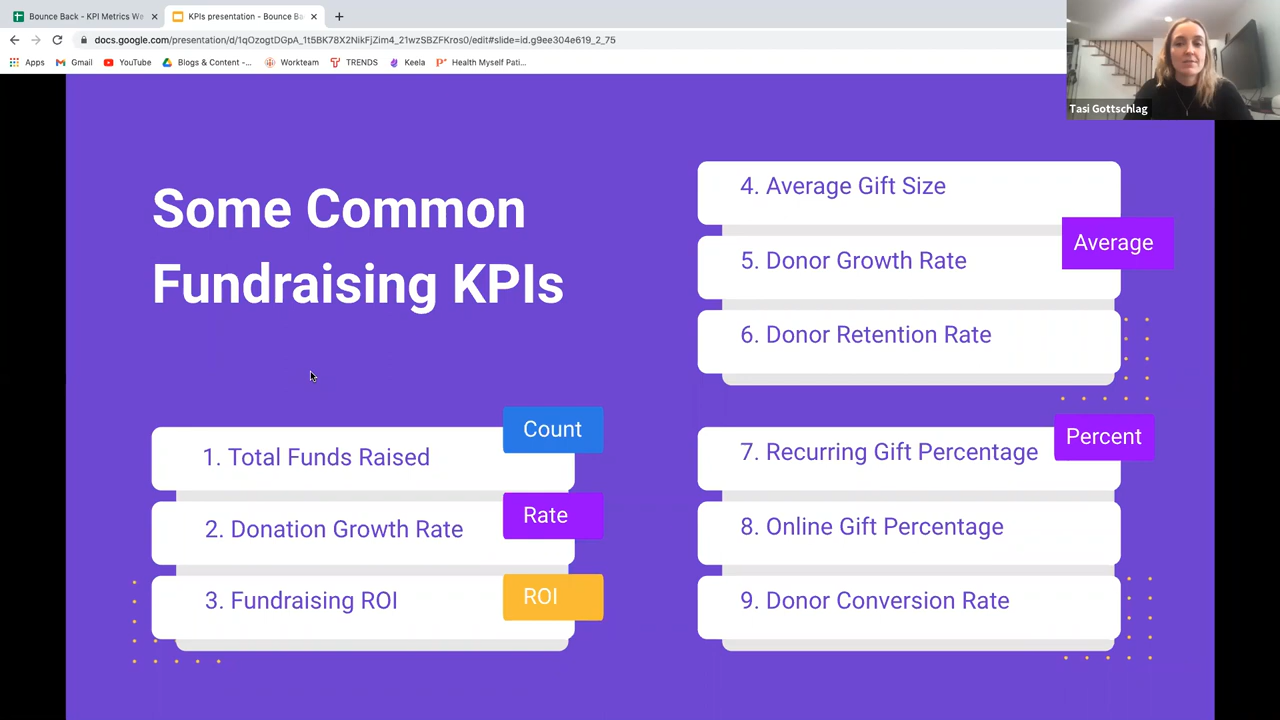 Bounce Back - KPI Metrics We
KPIs presentation - Bounce Ba
docs.google.com/presentation/d/1qOzogtDGpA_1t5BK78X2NikFjZim4_21wzSBZFKros0/edit#slide=id.g9ee304e619_2_75
Apps Gmail YouTube Blogs & Content -... Workteam TRENDS Keela Health Myself Pati...
Tasi Gottschlag
Some Common
Fundraising KPIs
Count
1. Total Funds Raised
Rate
2. Donation Growth Rate
ROI
3. Fundraising ROI
4. Average Gift Size
Average
5. Donor Growth Rate
6. Donor Retention Rate
Percent
7. Recurring Gift Percentage
8. Online Gift Percentage
9. Donor Conversion Rate